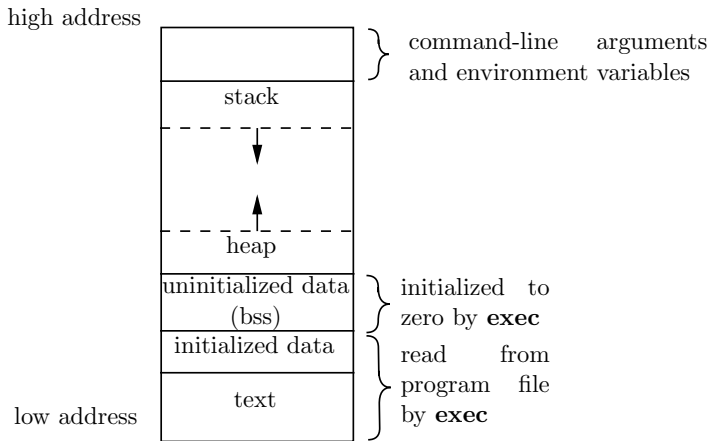 high address
command-line arguments
and environment variables
stack
heap
uninitialized data
(bss)
initialized to
zero by exec
initialized data
read from
program file
by exec
text
low address